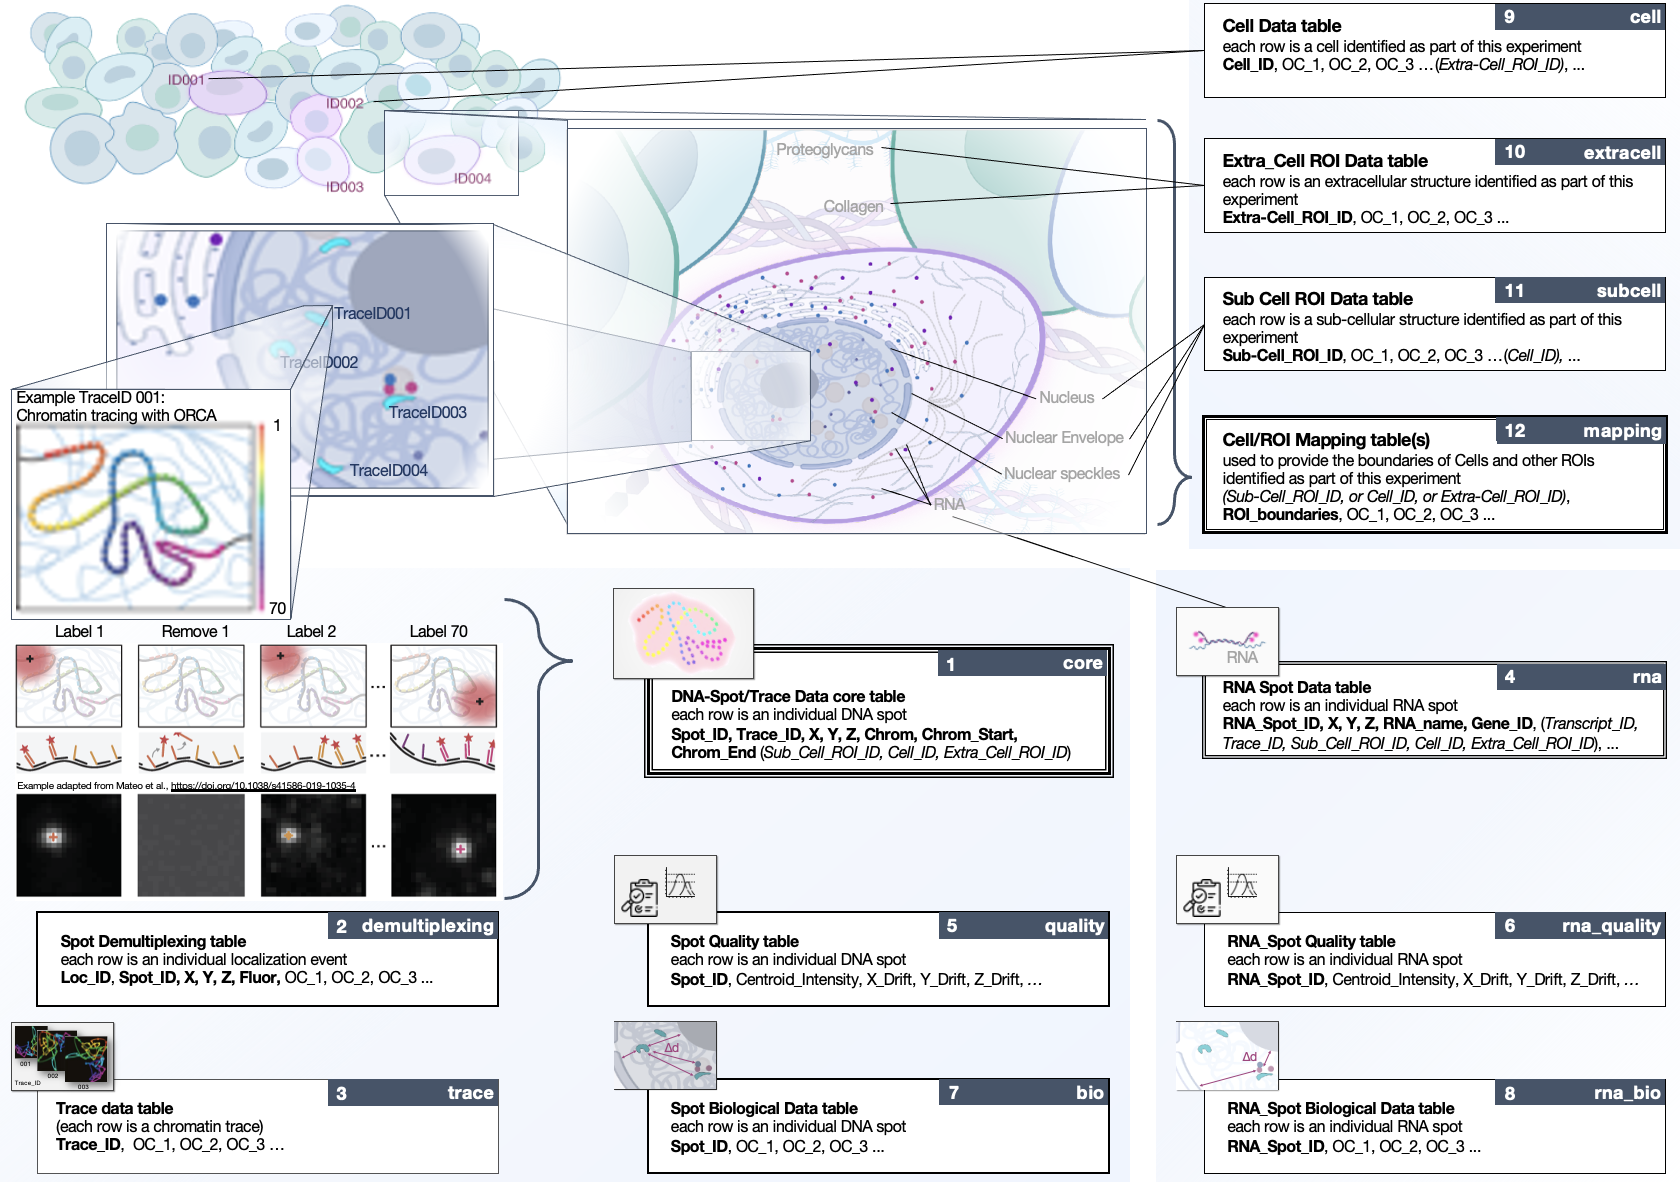 ID001
ID002
ID003
ID004
9 cell
Cell Data table
each row is a cell identified as part of this experiment
Cell_ID, OC_1, OC_2, OC_3 …(Extra-Cell_ROI_ID), ...
10 extracell
Extra_Cell ROI Data table
each row is an extracellular structure identified as part of this
experiment
Extra-Cell_ROI_ID, OC_1, OC_2, OC_3 ...
11 subcell
Sub Cell ROI Data table
each row is a sub-cellular structure identified as part of this
experiment
Sub-Cell_ROI_ID, OC_1, OC_2, OC_3 …(Cell_ID), ...
12 mapping
Cell/ROI Mapping table(s)
used to provide the boundaries of Cells and other ROIs
identified as part of this experiment
(Sub-Cell_ROI_ID, or Cell_ID, or Extra-Cell_ROI_ID),
ROI_boundaries, OC_1, OC_2, OC_3 ...
Proteoglycans
Collagen
Nucleus
Nuclear Envelope
Nuclear speckles
RNA
TraceID001
TraceID002
TraceID003
TraceID004
Example TraceID 001:
Chromatin tracing with ORCA
1
70
Label 1 Remove 1 Label 2 Label 70
...
...
Example adapted from Mateo et al., https://doi.org/10.1038/s41586-019-1035-4
...
1 core
DNA-Spot/Trace Data core table
each row is an individual DNA spot
Spot_ID, Trace_ID, X, Y, Z, Chrom, Chrom_Start,
Chrom_End (Sub_Cell_ROI_ID, Cell_ID, Extra_Cell_ROI_ID)
RNA
4 rna
RNA Spot Data table
each row is an individual RNA spot
RNA_Spot_ID, X, Y, Z, RNA_name, Gene_ID, (Transcript_ID,
Trace_ID, Sub_Cell_ROI_ID, Cell_ID, Extra_Cell_ROI_ID), ...
2 demultiplexing
Spot Demultiplexing table
each row is an individual localization event
Loc_ID, Spot_ID, X, Y, Z, Fluor, OC_1, OC_2, OC_3 ...
5 quality
Spot Quality table
each row is an individual DNA spot
Spot_ID, Centroid_Intensity, X_Drift, Y_Drift, Z_Drift, …
6 rna_quality
RNA_Spot Quality table
each row is an individual RNA spot
RNA_Spot_ID, Centroid_Intensity, X_Drift, Y_Drift, Z_Drift, …
001
002
003
Trace_ID
3 trace
Trace data table
(each row is a chromatin trace)
Trace_ID, OC_1, OC_2, OC_3 …
Δd
7 bio
Spot Biological Data table
each row is an individual DNA spot
Spot_ID, OC_1, OC_2, OC_3 ...
Δd
8 rna_bio
RNA_Spot Biological Data table
each row is an individual RNA spot
RNA_Spot_ID, OC_1, OC_2, OC_3 ...